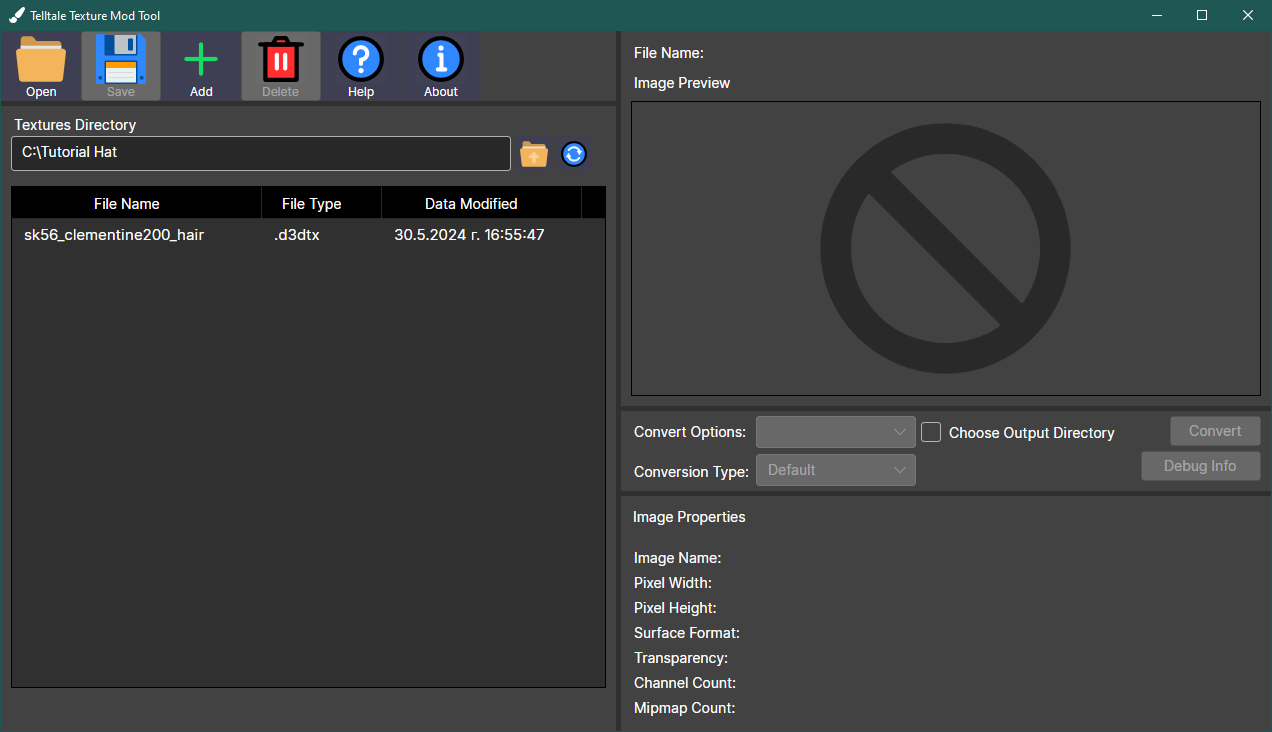 Telltale Texture Mod Tool
Open
Save
Add
Delete
Help
About
Textures Directory
C:\Tutorial Hat
File Name
File Type
Data Modified
sk56_clementine200_hair
.d3dtx
30.5.2024 г. 16:55:47
File Name:
Image Preview
Convert Options:
Choose Output Directory
Convert
Conversion Type:
Default
Debug Info
Image Properties
Image Name:
Pixel Width:
Pixel Height:
Surface Format:
Transparency:
Channel Count:
Mipmap Count: